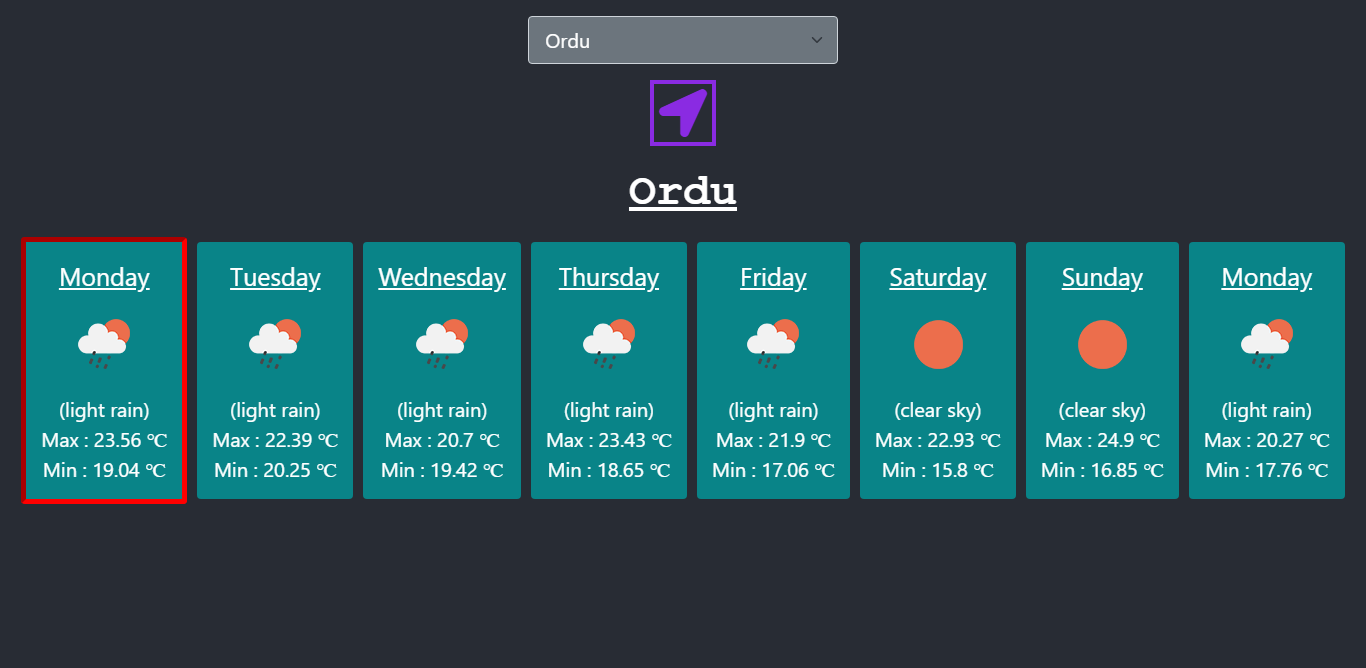 Ordu
Ordu
Monday
(light rain)
Max : 23.56 ℃
Min : 19.04 ℃
Tuesday
(light rain)
Max : 22.39 ℃
Min : 20.25 ℃
Wednesday
(light rain)
Max : 20.7 ℃
Min : 19.42 ℃
Thursday
(light rain)
Max : 23.43 ℃
Min : 18.65 ℃
Friday
(light rain)
Max : 21.9 ℃
Min : 17.06 ℃
Saturday
(clear sky)
Max : 22.93 ℃
Min : 15.8 ℃
Sunday
(clear sky)
Max : 24.9 ℃
Min : 16.85 ℃
Monday
(light rain)
Max : 20.27 ℃
Min : 17.76 ℃